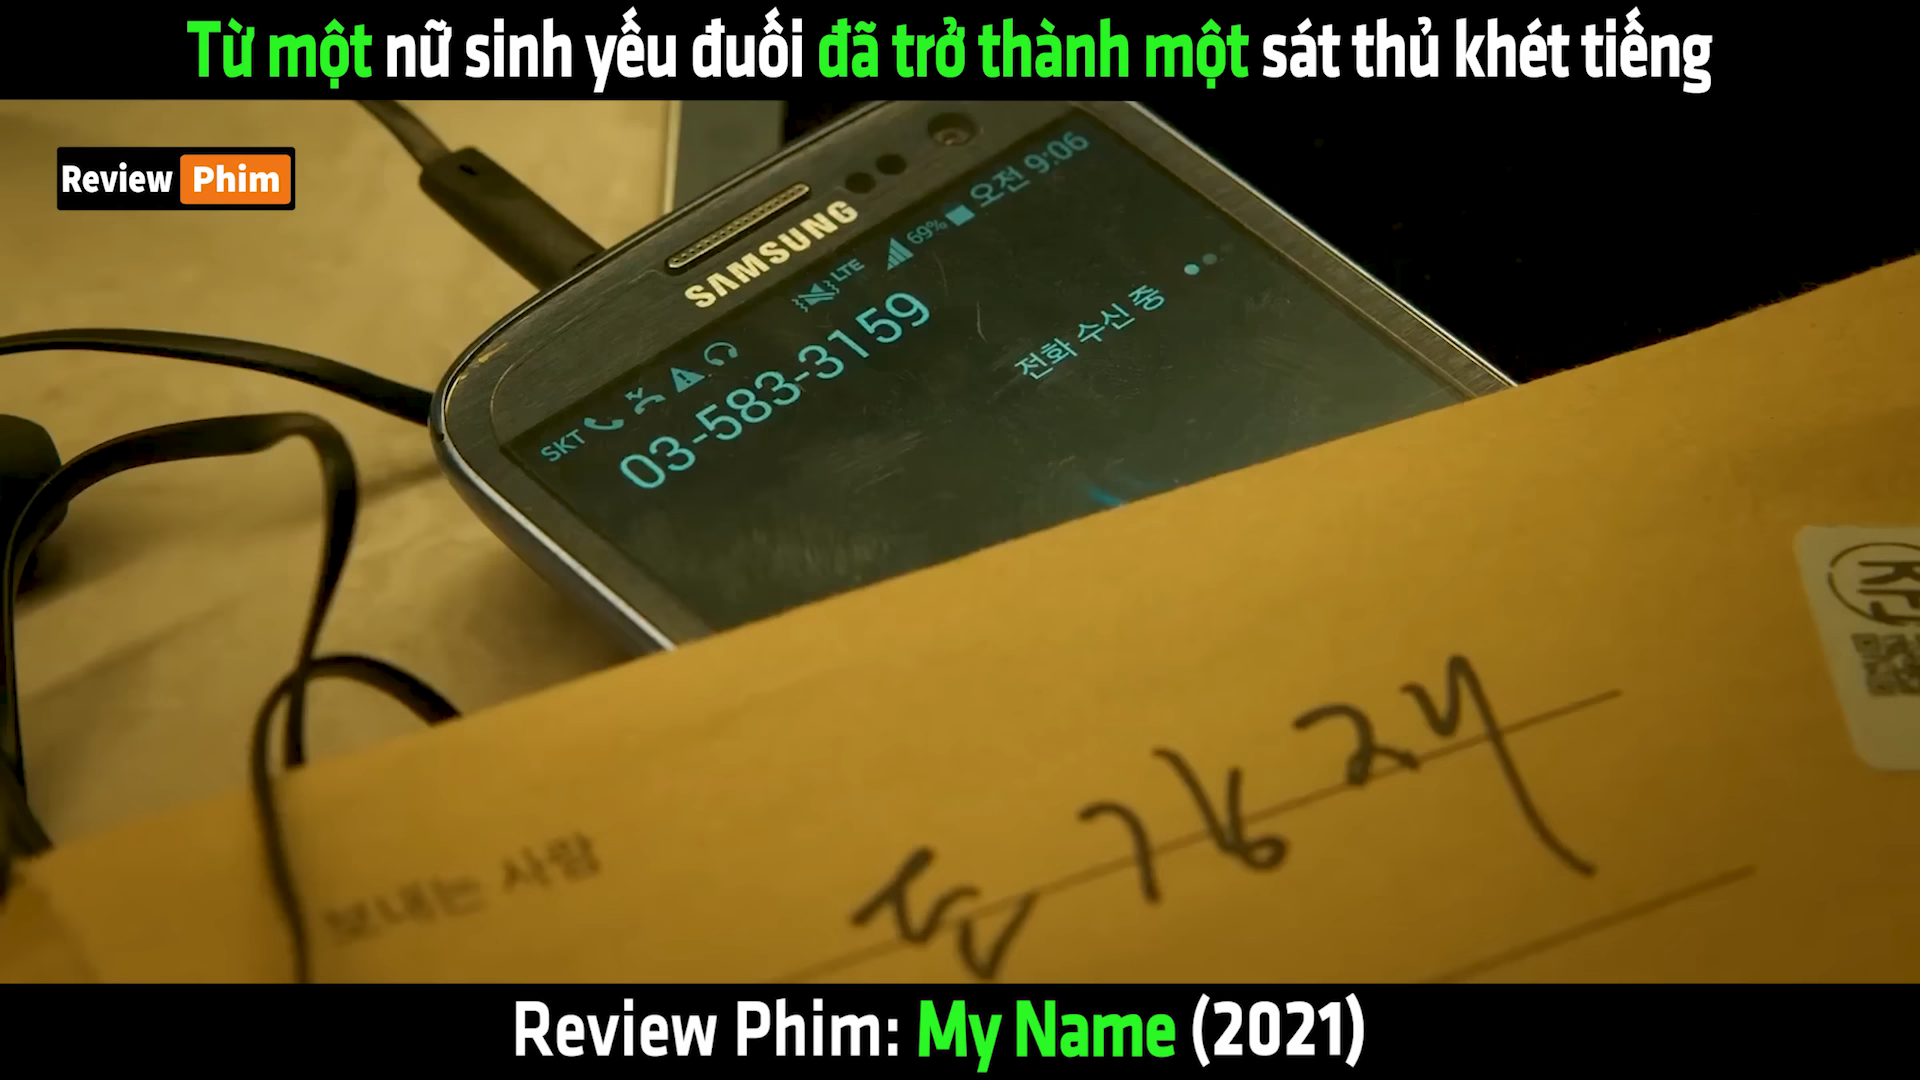 Từ một nữ sinh yếu đuối đã trở thành một sát thủ khét tiếng
Review Phim
SAMSUNG
SKT LTE 69% 오전 9:06
03-583-3159
전화 수신 중
보내는 사람
Review Phim: My Name (2021)